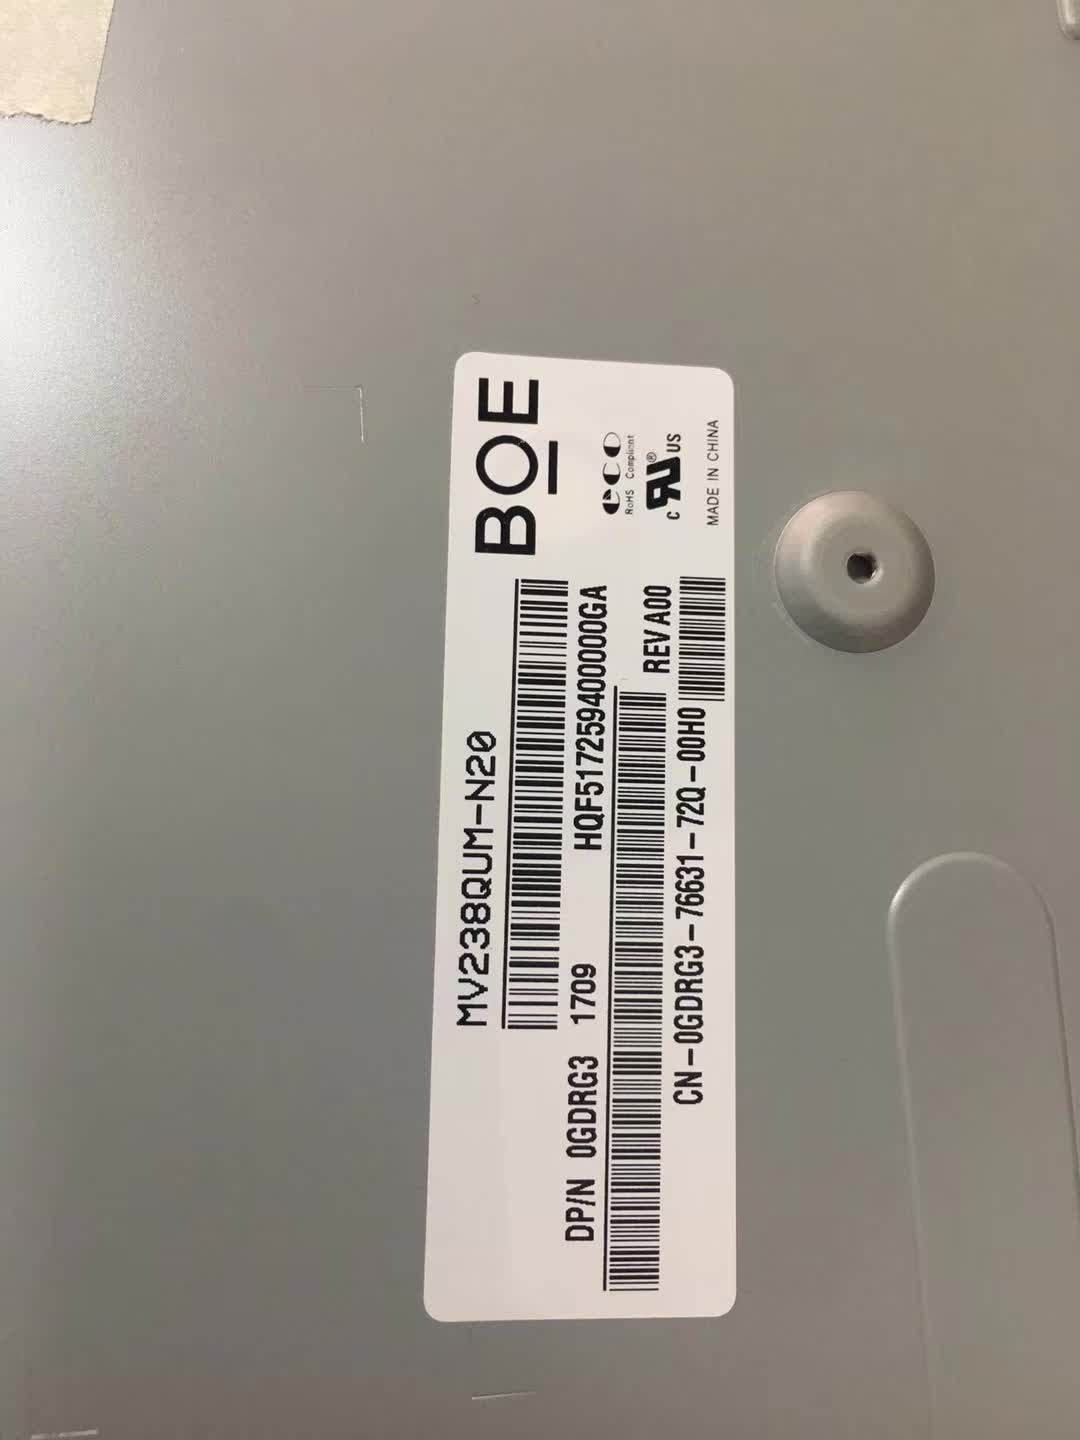 MV238QUM-N20
BOE
HQF517259400000GA
DP/N 0GDRG3 1709
REV A00
CN-0GDRG3-76631-72Q-00H0
eco
RoHS Compliant
c RU® US
MADE IN CHINA